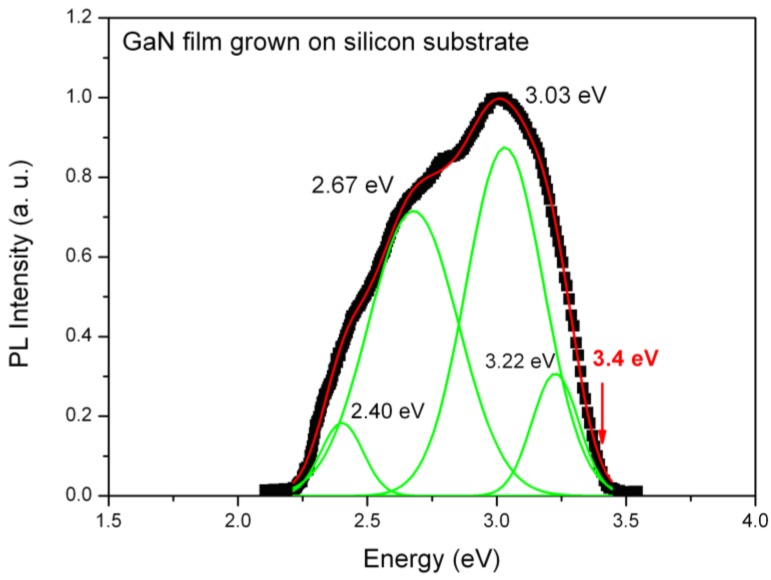 GaN film grown on silicon substrate
3.03 eV
2.67 eV
3.22 eV
3.4 eV
2.40 eV
PL Intensity (a. u.)
1.2
1.0
0.8
0.6
0.4
0.2
0.0
1.5
2.0
2.5
3.0
3.5
4.0
Energy (eV)